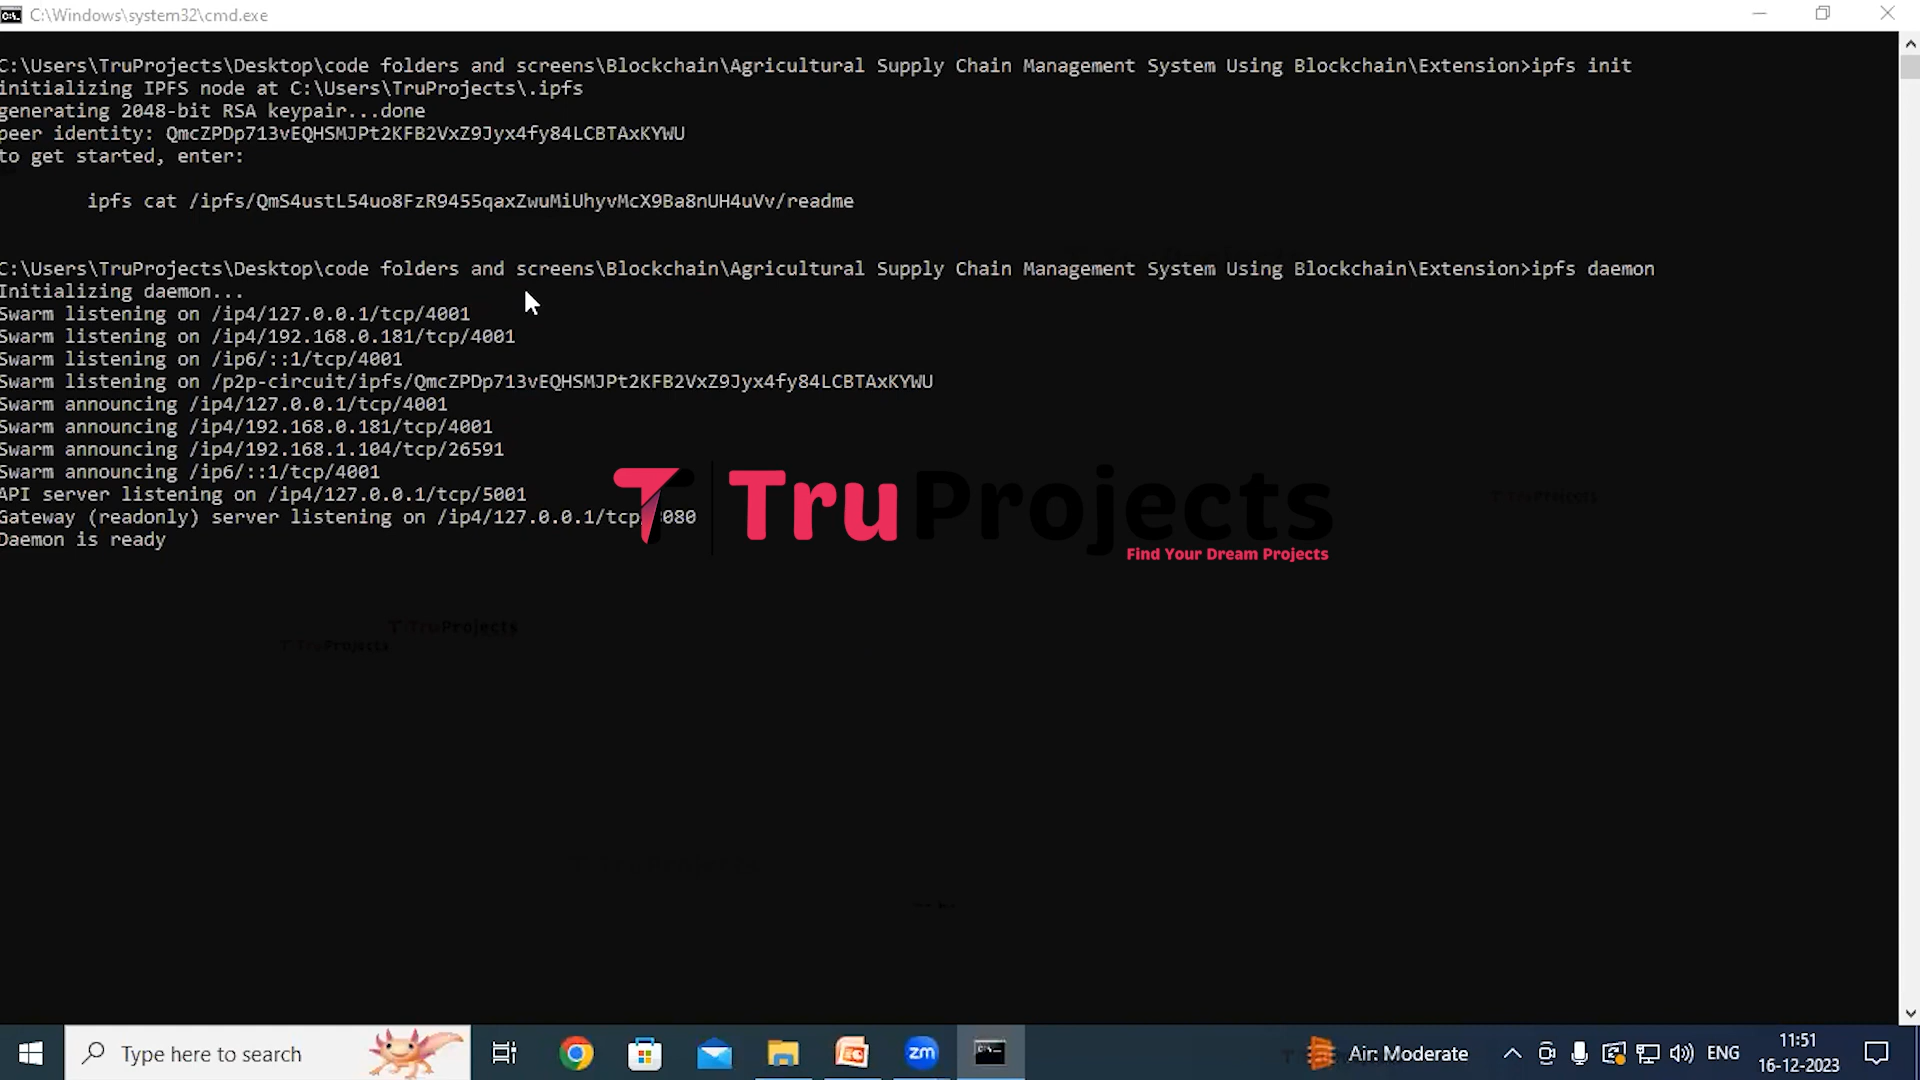 C:\Windows\system32\cmd.exe
C:\Users\TruProjects\Desktop\code folders and screens\Blockchain\Agricultural Supply Chain Management System Using Blockchain\Extension>ipfs init
initializing IPFS node at C:\Users\TruProjects\.ipfs
generating 2048-bit RSA keypair...done
peer identity: QmcZPDp713vEQHSMJPt2KFB2VxZ9Jyx4fy84LCBTAxKYWU
to get started, enter:
ipfs cat /ipfs/QmS4ustL54uo8FzR9455qaxZwuMiUhyvMcX9Ba8nUH4uVv/readme
C:\Users\TruProjects\Desktop\code folders and screens\Blockchain\Agricultural Supply Chain Management System Using Blockchain\Extension>ipfs daemon
Initializing daemon...
Swarm listening on /ip4/127.0.0.1/tcp/4001
Swarm listening on /ip4/192.168.0.181/tcp/4001
Swarm listening on /ip6/::1/tcp/4001
Swarm listening on /p2p-circuit/ipfs/QmcZPDp713vEQHSMJPt2KFB2VxZ9Jyx4fy84LCBTAxKYWU
Swarm announcing /ip4/127.0.0.1/tcp/4001
Swarm announcing /ip4/192.168.0.181/tcp/4001
Swarm announcing /ip4/192.168.1.104/tcp/26591
Swarm announcing /ip6/::1/tcp/4001
API server listening on /ip4/127.0.0.1/tcp/5001
Gateway (readonly) server listening on /ip4/127.0.0.1/tcp/8080
Daemon is ready
TruProjects
Find Your Dream Projects
TruProjects
TruProjects
TruProjects
Type here to search
zm
Air: Moderate
ENG
11:51
16-12-2023